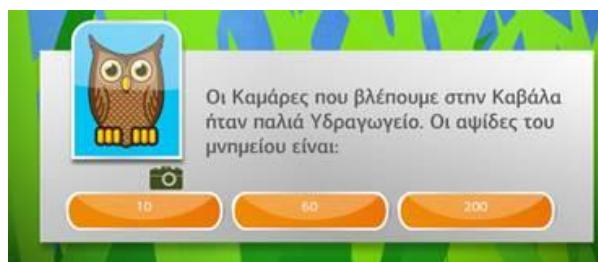 Οι Καμάρες που βλέπουμε στην Καβάλα
ήταν παλιά Υδραγωγείο. Οι αψίδες του
μνημείου είναι:
10
60
200